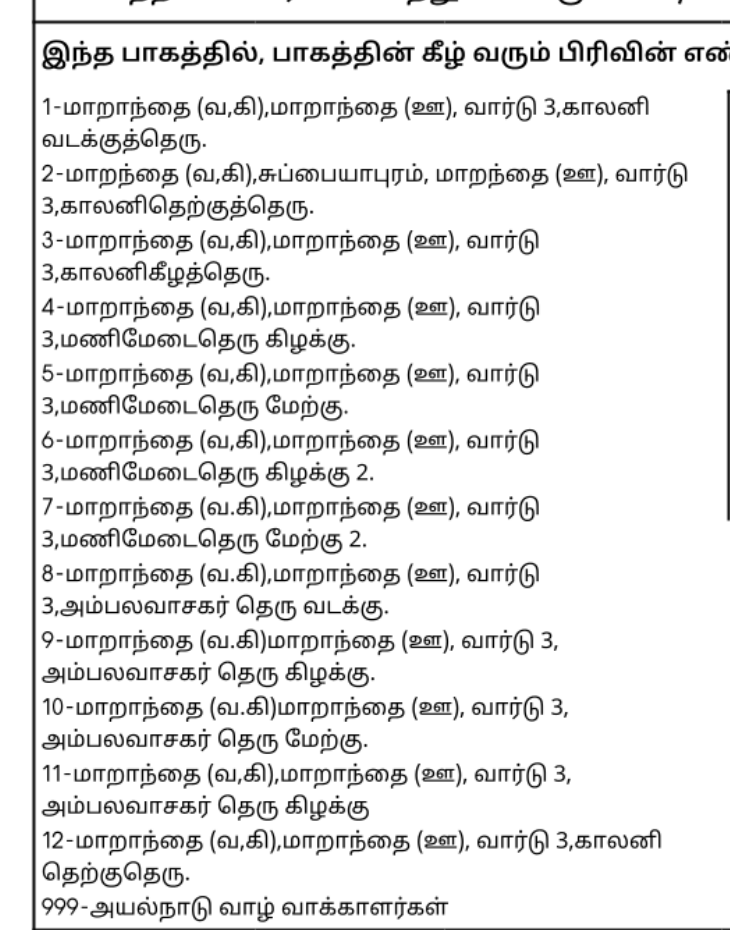 இந்த பாகத்தில், பாகத்தின் கீழ் வரும் பிரிவின்
1-மாறாந்தை (வ,கி),மாறாந்தை (ஊ), வார்டு 3,காலனி
வடக்குத்தெரு.
2-மாறந்தை (வ,கி),சுப்பையாபுரம், மாறந்தை (ஊ), வார்டு
3,காலனிதெற்குத்தெரு.
3-மாறாந்தை (வ,கி),மாறாந்தை (ஊ), வார்டு
3,காலனிகீழத்தெரு.
4-மாறாந்தை (வ,கி),மாறாந்தை (ஊ), வார்டு
3,மணிமேடைதெரு கிழக்கு.
5-மாறாந்தை (வ,கி),மாறாந்தை (ஊ), வார்டு
3,மணிமேடைதெரு மேற்கு.
6-மாறாந்தை (வ,கி),மாறாந்தை (ஊ), வார்டு
3,மணிமேடைதெரு கிழக்கு 2.
7-மாறாந்தை (வ.கி),மாறாந்தை (ஊ), வார்டு
3,மணிமேடைதெரு மேற்கு 2.
8-மாறாந்தை (வ.கி),மாறாந்தை (ஊ), வார்டு
3,அம்பலவாசகர் தெரு வடக்கு.
9-மாறாந்தை (வ.கி)மாறாந்தை (ஊ), வார்டு 3,
அம்பலவாசகர் தெரு கிழக்கு.
10-மாறாந்தை (வ.கி)மாறாந்தை (ஊ), வார்டு 3,
அம்பலவாசகர் தெரு மேற்கு.
11-மாறாந்தை (வ,கி),மாறாந்தை (ஊ), வார்டு 3,
அம்பலவாசகர் தெரு கிழக்கு
12-மாறாந்தை (வ,கி),மாறாந்தை (ஊ), வார்டு 3,காலனி
தெற்குதெரு.
999-அயல்நாடு வாழ் வாக்காளர்கள்